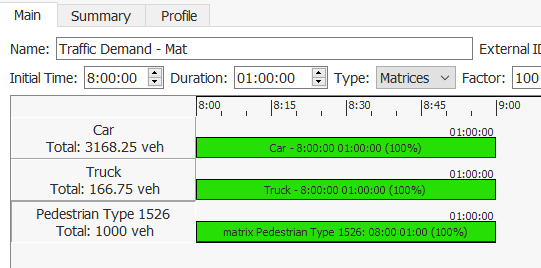 Main Summary Profile
Name: Traffic Demand - Mat External ID
Initial Time: 8:00:00 Duration: 01:00:00 Type: Matrices Factor: 100
8:00 8:15 8:30 8:45 9:00
Car
Total: 3168.25 veh
01:00:00
Car - 8:00:00 01:00:00 (100%)
Truck
Total: 166.75 veh
01:00:00
Truck - 8:00:00 01:00:00 (100%)
Pedestrian Type 1526
Total: 1000 veh
01:00:00
matrix Pedestrian Type 1526: 08:00 01:00 (100%)